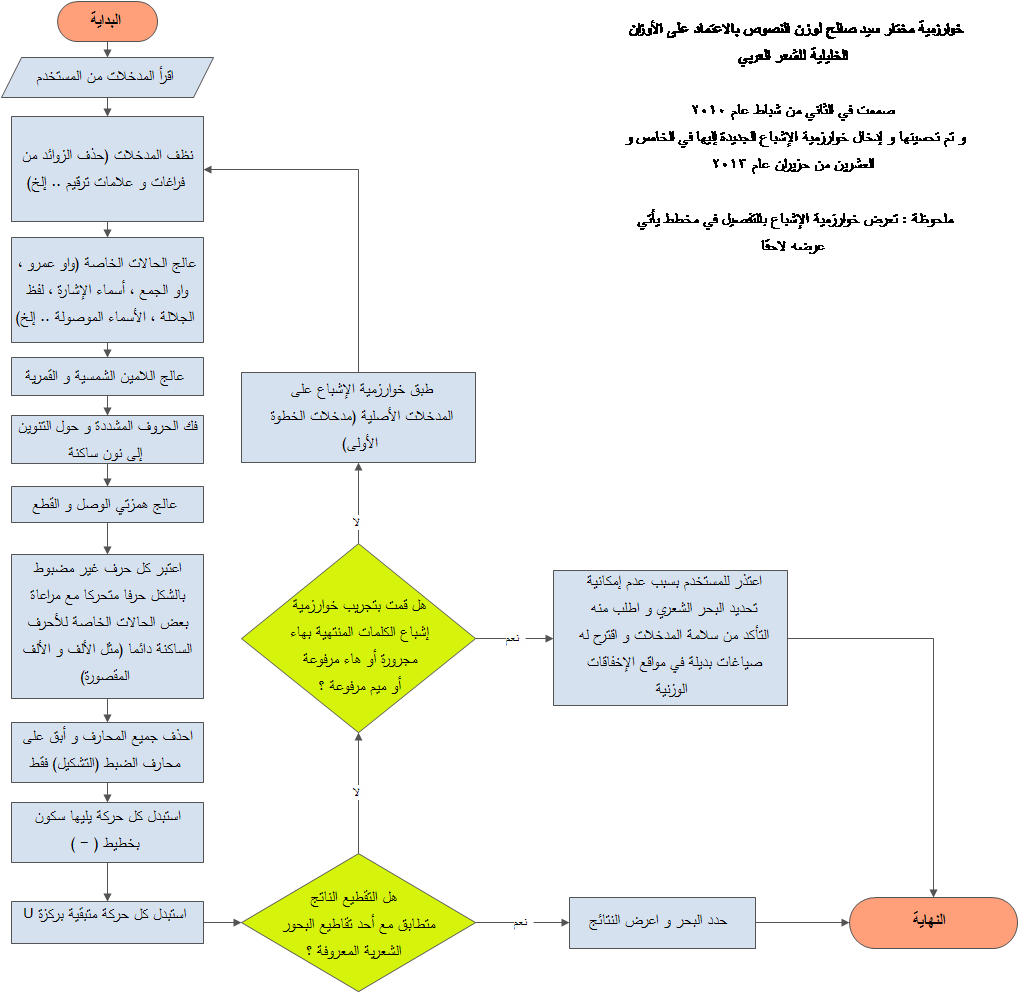 خوارزمية مختار سيد صالح لوزن النصوص بالاعتماد على الأوزان
الخليلية للشعر العربي
صممت في الثاني من شباط عام ٢٠١٠
و تم تحسينها و إدخال خوارزمية الإشباع الجديدة إليها في الخامس و
العشرين من حزيران عام ٢٠١٣
ملحوظة : تعرض خوارزمية الإشباع بالتفصيل في مخطط يأتي
عرضه لاحقا
البداية
اقرأ المدخلات من المستخدم
نظف المدخلات (حذف الزوائد من
فراغات و علامات ترقيم .. إلخ)
عالج الحالات الخاصة (واو عمرو ،
واو الجمع ، أسماء الإشارة ، لفظ
الجلالة ، الأسماء الموصولة .. إلخ)
عالج اللامين الشمسية و القمرية
فك الحروف المشددة و حول التنوين
إلى نون ساكنة
عالج همزتي الوصل و القطع
اعتبر كل حرف غير مضبوط
بالشكل حرفا متحركا مع مراعاة
بعض الحالات الخاصة للأحرف
الساكنة دائما (مثل الألف و الألف
المقصورة)
احذف جميع المحارف و أبق على
محارف الضبط (التشكيل) فقط
استبدل كل حركة يليها سكون
بخطيط ( – )
استبدل كل حركة متبقية بركزة U
هل التقطيع الناتج
متطابق مع أحد تقاطيع البحور
الشعرية المعروفة ؟
نعم
حدد البحر و اعرض النتائج
النهاية
لا
هل قمت بتجريب خوارزمية
إشباع الكلمات المنتهية بهاء
مجرورة أو هاء مرفوعة
أو ميم مرفوعة ؟
نعم
اعتذر للمستخدم بسبب عدم إمكانية
تحديد البحر الشعري و اطلب منه
التأكد من سلامة المدخلات و اقترح له
صياغات بديلة في مواقع الإخفاقات
الوزنية
لا
طبق خوارزمية الإشباع على
المدخلات الأصلية (مدخلات الخطوة
الأولى)